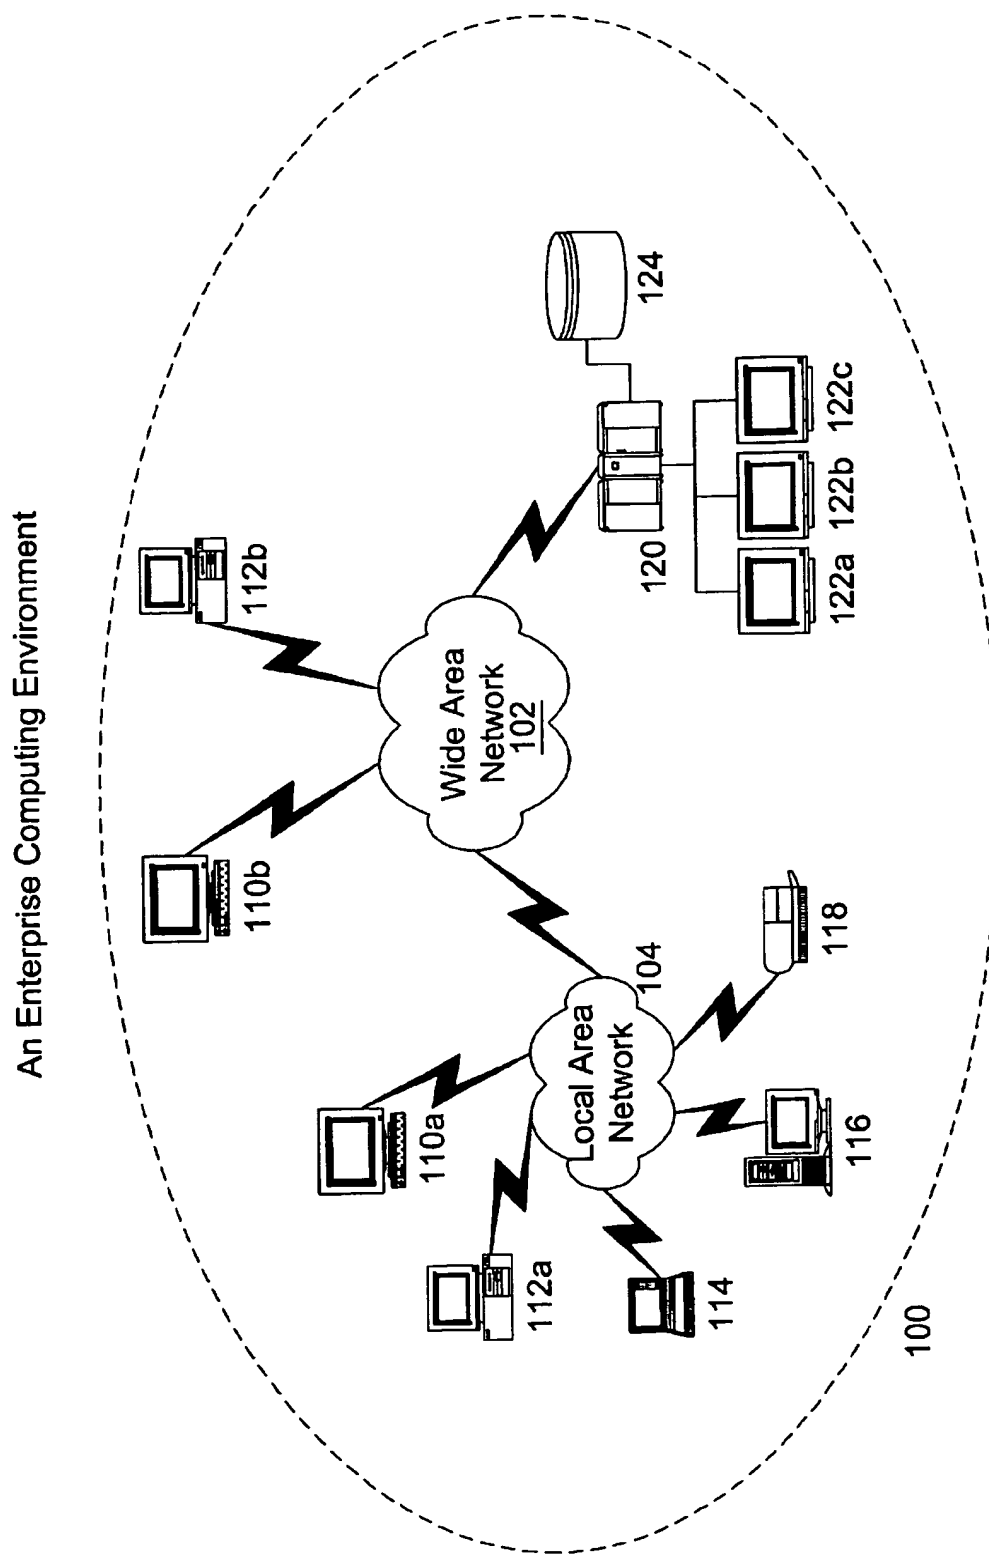 An Enterprise Computing Environment
112b
110b
Wide Area
Network
102
124
110a
112a
104
Local Area
Network
120
122a
122b
122c
114
116
118
100